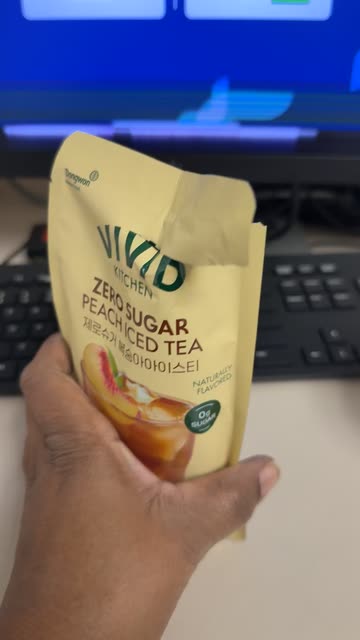 Dongwon
VIVID
KITCHEN
ZERO SUGAR
PEACH ICED TEA
제로슈거 복숭아아이스티
NATURALLY
FLAVORED
0g
SUGAR